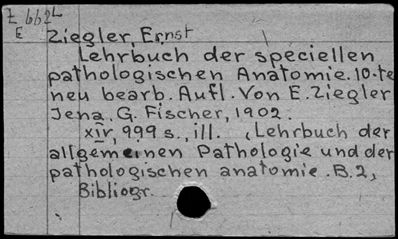 Z 662L
E
Ziegler, Ernst
Lehrbuch der speciellen
pathologischen Anatomie. 10-te
neu bearb. Aufl. Von E. Ziegler
Jena. G. Fischer, 1902.
XIV, 999 s., ill. (Lehrbuch der
allgemeinen Pathologie und der
pathologischen anatomie. B.2,
Bibliogr.